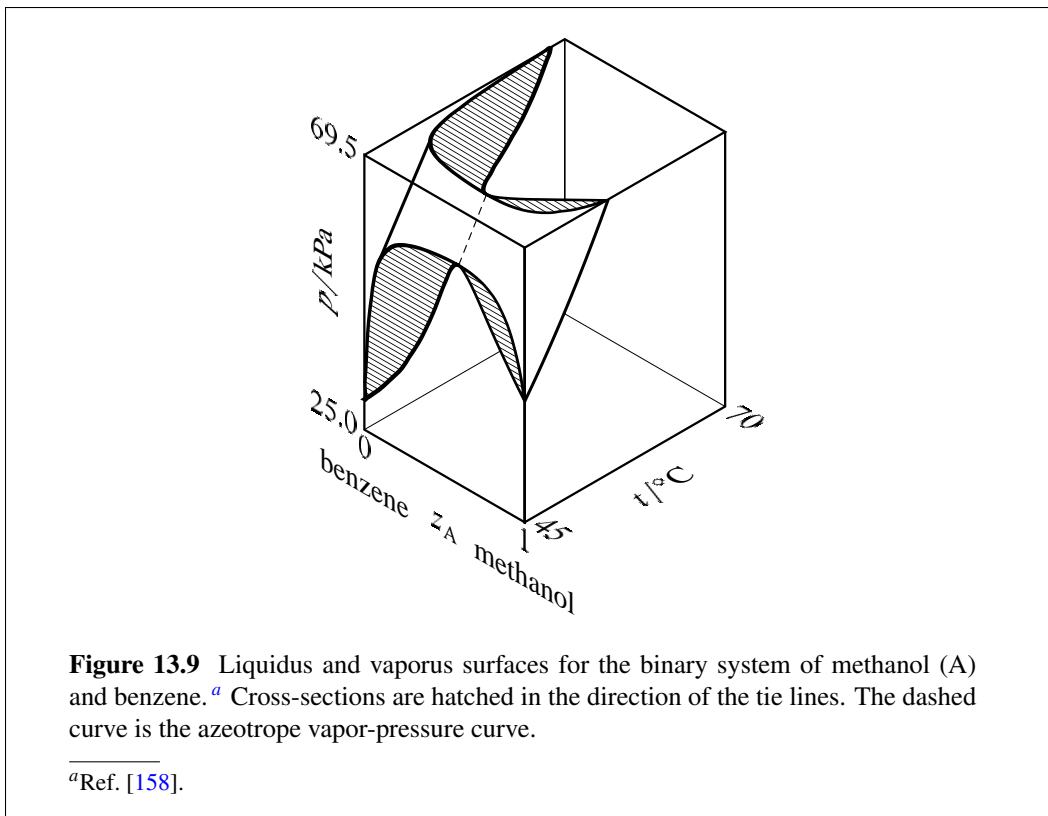 69.5
p/kPa
25.0
0
benzene zA methanol
1
45
t/°C
70
Figure 13.9 Liquidus and vaporus surfaces for the binary system of methanol (A)
and benzene. a Cross-sections are hatched in the direction of the tie lines. The dashed
curve is the azeotrope vapor-pressure curve.
aRef. [158].